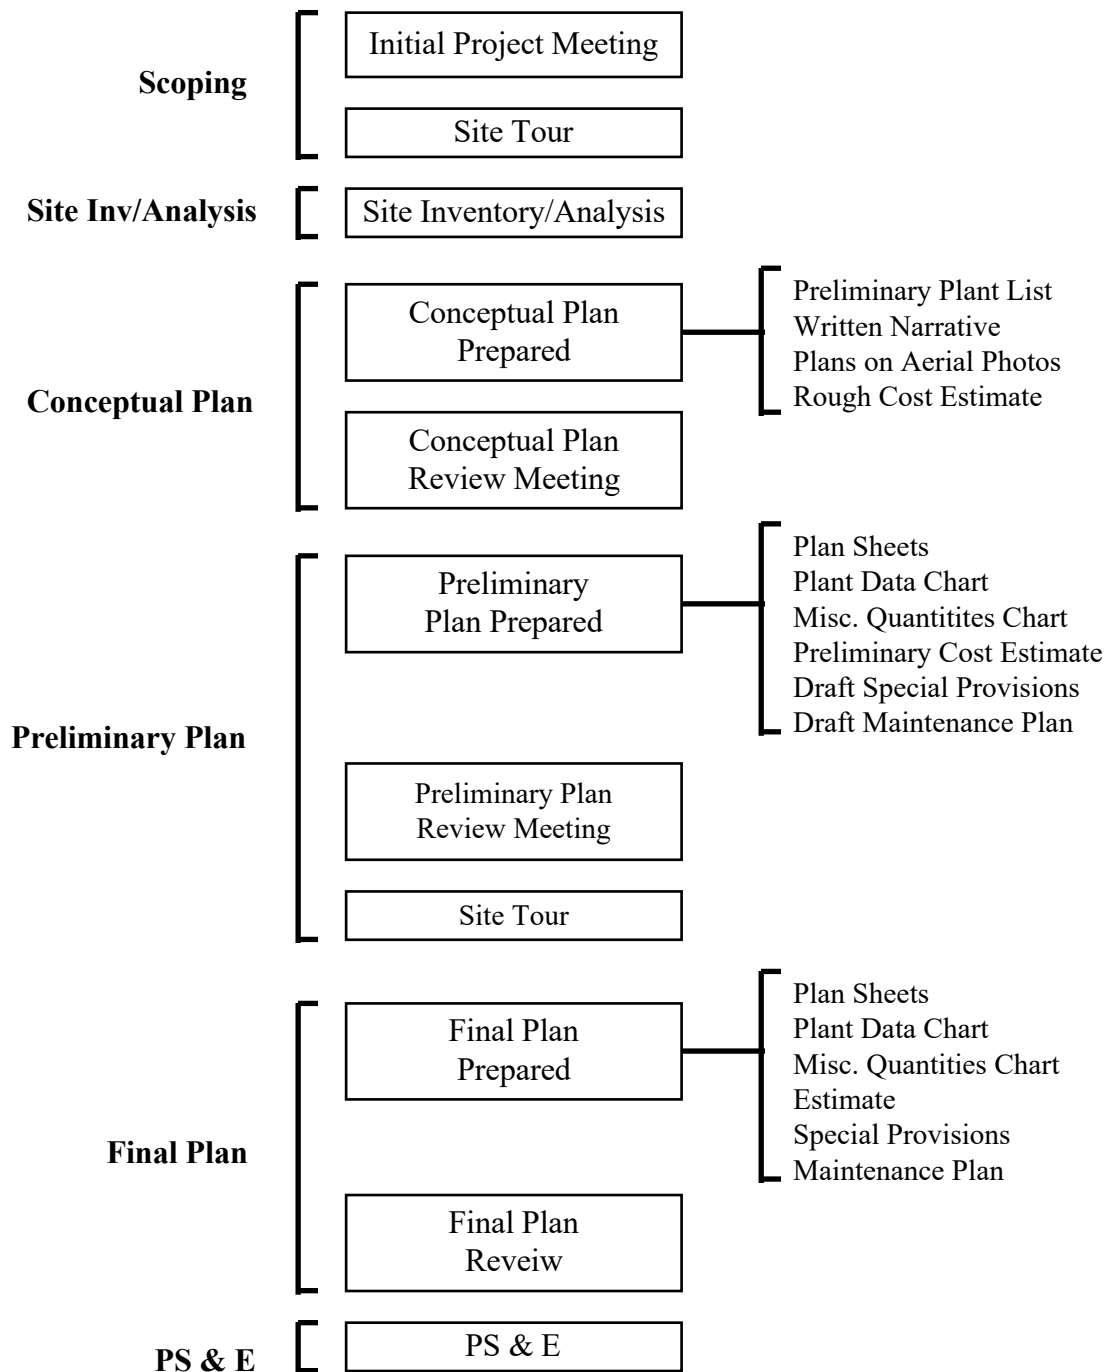 Scoping
Initial Project Meeting
Site Tour
Site Inv/Analysis
Site Inventory/Analysis
Conceptual Plan
Conceptual Plan
Prepared
Preliminary Plant List
Written Narrative
Plans on Aerial Photos
Rough Cost Estimate
Conceptual Plan
Review Meeting
Preliminary Plan
Preliminary
Plan Prepared
Plan Sheets
Plant Data Chart
Misc. Quantitites Chart
Preliminary Cost Estimate
Draft Special Provisions
Draft Maintenance Plan
Preliminary Plan
Review Meeting
Site Tour
Final Plan
Final Plan
Prepared
Plan Sheets
Plant Data Chart
Misc. Quantities Chart
Estimate
Special Provisions
Maintenance Plan
Final Plan
Reveiw
PS & E
PS & E